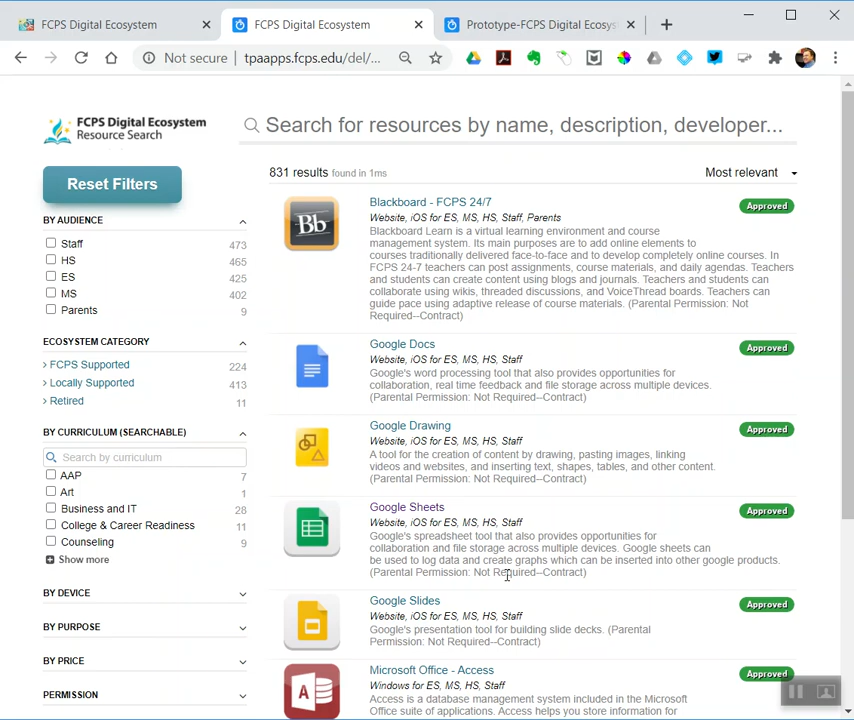 FCPS Digital Ecosystem
FCPS Digital Ecosystem
Prototype-FCPS Digital Ecosys
Not secure
tpaapps.fcps.edu/del/...
FCPS Digital Ecosystem
Resource Search
Search for resources by name, description, developer...
Reset Filters
831 results found in 1ms
Most relevant
BY AUDIENCE
Staff 473
HS 465
ES 425
MS 402
Parents 9
ECOSYSTEM CATEGORY
FCPS Supported 224
Locally Supported 413
Retired 11
BY CURRICULUM (SEARCHABLE)
Search by curriculum
AAP 7
Art 1
Business and IT 28
College & Career Readiness 11
Counseling 9
Show more
BY DEVICE
BY PURPOSE
BY PRICE
PERMISSION
Bb
Blackboard - FCPS 24/7
Approved
Website, iOS for ES, MS, HS, Staff, Parents
Blackboard Learn is a virtual learning environment and course
management system. Its main purposes are to add online elements to
courses traditionally delivered face-to-face and to develop completely online courses. In
FCPS 24-7 teachers can post assignments, course materials, and daily agendas. Teachers
and students can create content using blogs and journals. Teachers and students can
collaborate using wikis, threaded discussions, and VoiceThread boards. Teachers can
guide pace using adaptive release of course materials. (Parental Permission: Not
Required--Contract)
Google Docs
Approved
Website, iOS for ES, MS, HS, Staff
Google's word processing tool that also provides opportunities for
collaboration, real time feedback and file storage across multiple devices.
(Parental Permission: Not Required--Contract)
Google Drawing
Approved
Website, iOS for ES, MS, HS, Staff
A tool for the creation of content by drawing, pasting images, linking
videos and websites, and inserting text, shapes, tables, and other content.
(Parental Permission: Not Required--Contract)
Google Sheets
Approved
Website, iOS for ES, MS, HS, Staff
Google's spreadsheet tool that also provides opportunities for
collaboration and file storage across multiple devices. Google sheets can
be used to log data and create graphs which can be inserted into other google products.
(Parental Permission: Not Required--Contract)
Google Slides
Approved
Website, iOS for ES, MS, HS, Staff
Google's presentation tool for building slide decks. (Parental
Permission: Not Required--Contract)
A
Microsoft Office - Access
Approved
Windows for ES, MS, HS, Staff
Access is a database management system included in the Microsoft
Office suite of applications. Access helps you store information for